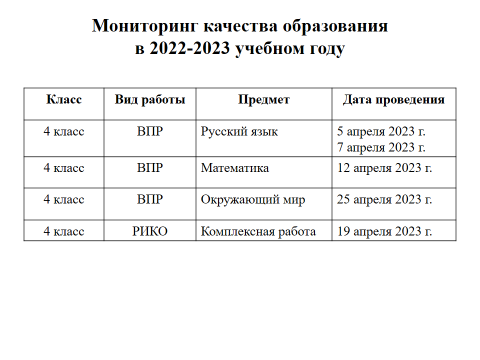 Мониторинг качества образования
в 2022-2023 учебном году
Класс Вид работы Предмет Дата проведения
4 класс ВПР Русский язык 5 апреля 2023 г.
7 апреля 2023 г.
4 класс ВПР Математика 12 апреля 2023 г.
4 класс ВПР Окружающий мир 25 апреля 2023 г.
4 класс РИКО Комплексная работа 19 апреля 2023 г.